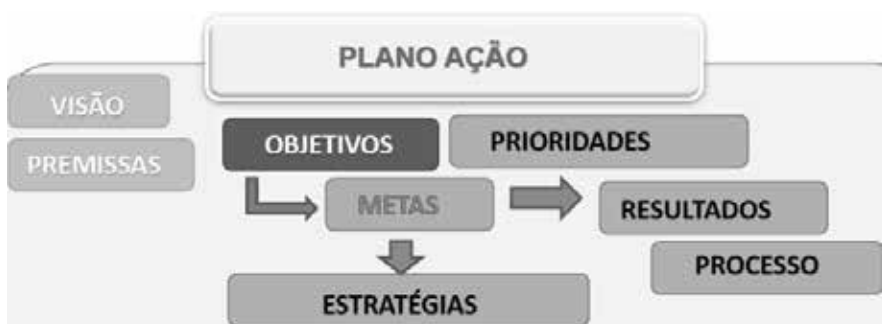 PLANO AÇÃO
VISÃO
OBJETIVOS
PRIORIDADES
PREMISSAS
METAS
RESULTADOS
PROCESSO
ESTRATÉGIAS